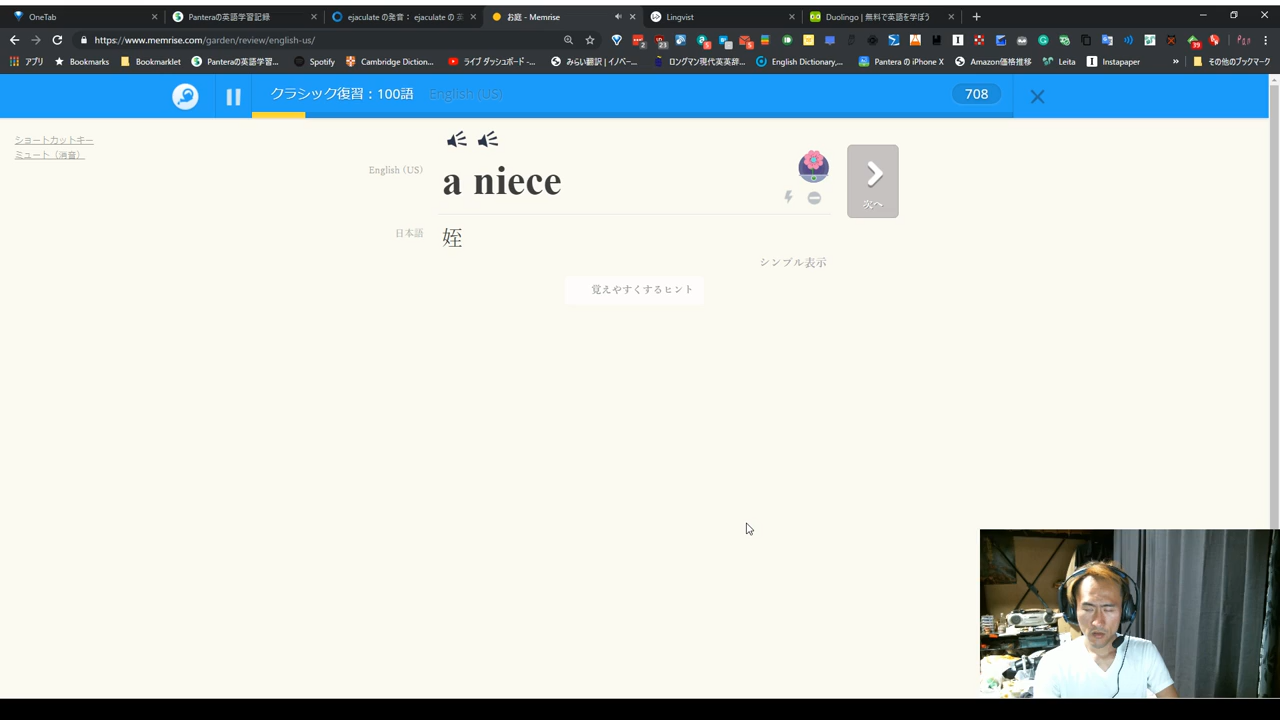 OneTab
Panteraの英語学習記録
ejaculate の発音： ejaculate の 英
お庭 - Memrise
Lingvist
Duolingo | 無料で英語を学ぼう
https://www.memrise.com/garden/review/english-us/
アプリ
Bookmarks
Bookmarklet
Panteraの英語学習...
Spotify
Cambridge Diction...
ライブ ダッシュボード -...
みらい翻訳 | イノベー...
ロングマン現代英英辞...
English Dictionary,...
Pantera の iPhone X
Amazon価格推移
Leita
Instapaper
»
その他のブックマーク
クラシック復習：100語
English (US)
708
ショートカットキー
ミュート（消音）
English (US)
a niece
次へ
日本語
姪
シンプル表示
覚えやすくするヒント